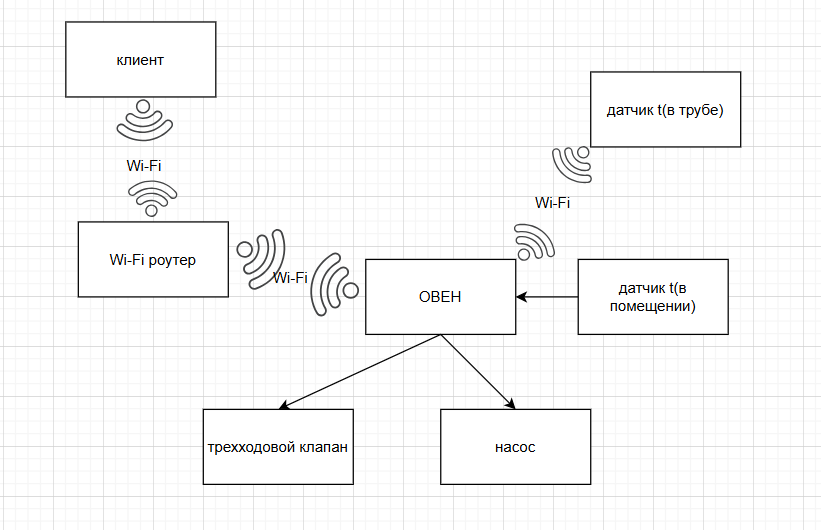 клиент
Wi-Fi
Wi-Fi роутер
Wi-Fi
ОВЕН
датчик t(в трубе)
Wi-Fi
датчик t(в
помещении)
трехходовой клапан
насос